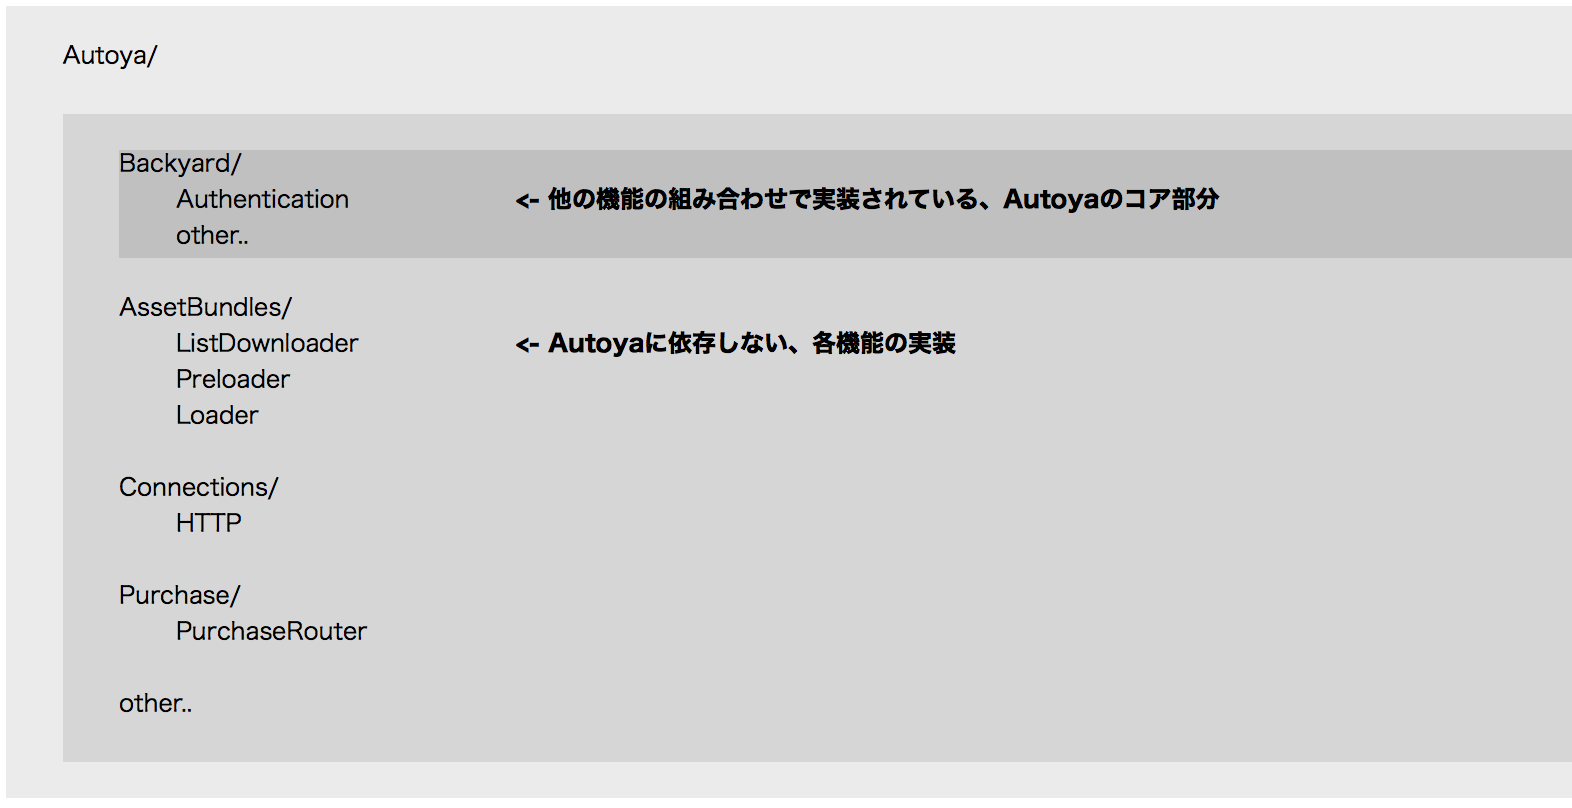 Autoya/
Backyard/
Authentication <- 他の機能の組み合わせで実装されている、Autoyaのコア部分
other..
AssetBundles/
ListDownloader <- Autoyaに依存しない、各機能の実装
Preloader
Loader
Connections/
HTTP
Purchase/
PurchaseRouter
other..